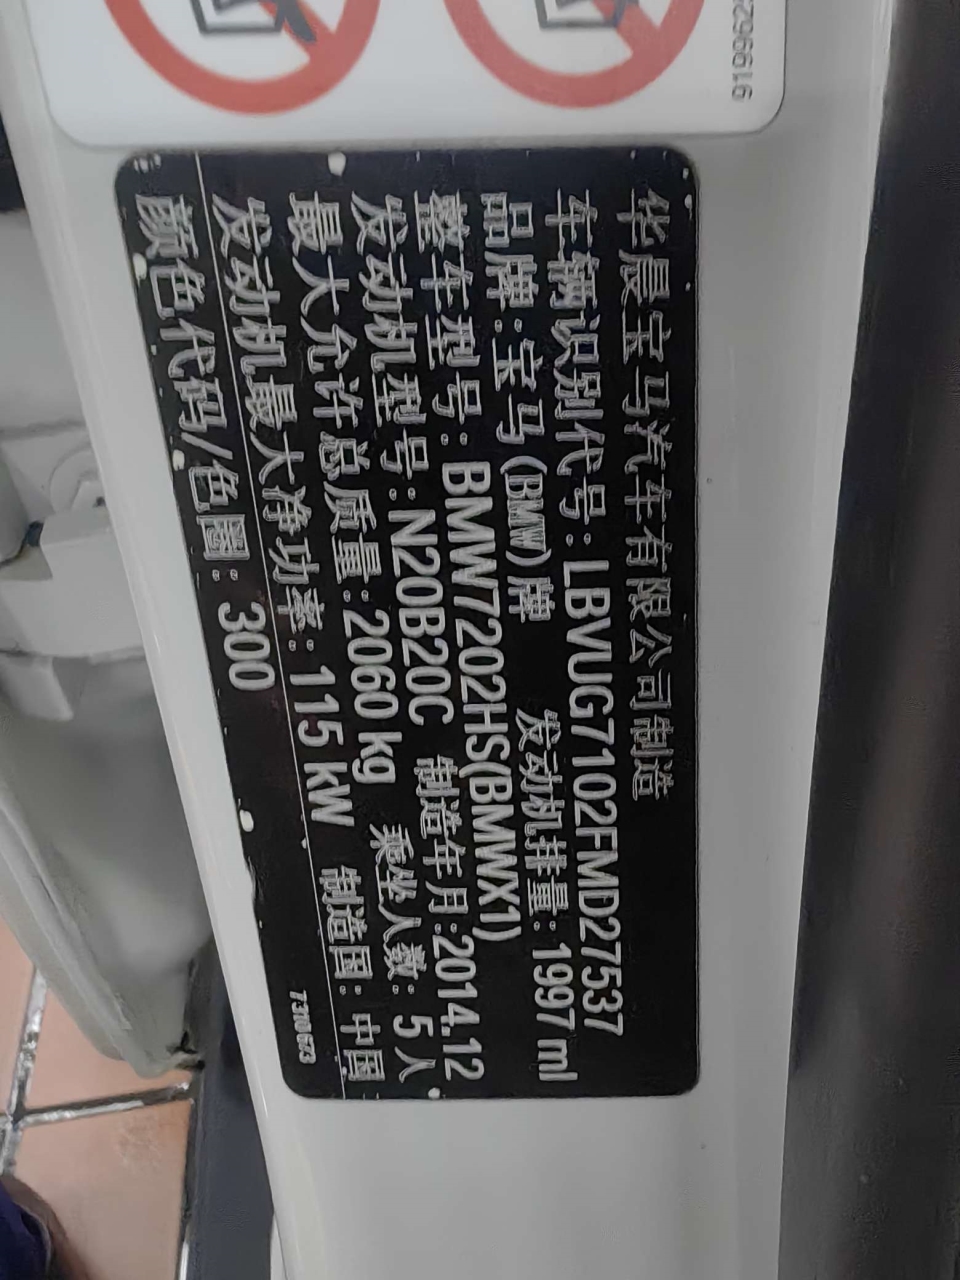 华晨宝马汽车有限公司制造
车辆识别代号:LBVUG7102FMD27537
品牌:宝马(BMW)牌 发动机排量:1997 ml
整车型号:BMW7202HS(BMWX1)
发动机型号:N20B20C 制造年月:2014.12
最大允许总质量:2060 kg 乘坐人数:5人
发动机最大净功率:115 kW 制造国:中国
颜色代码/色图:300